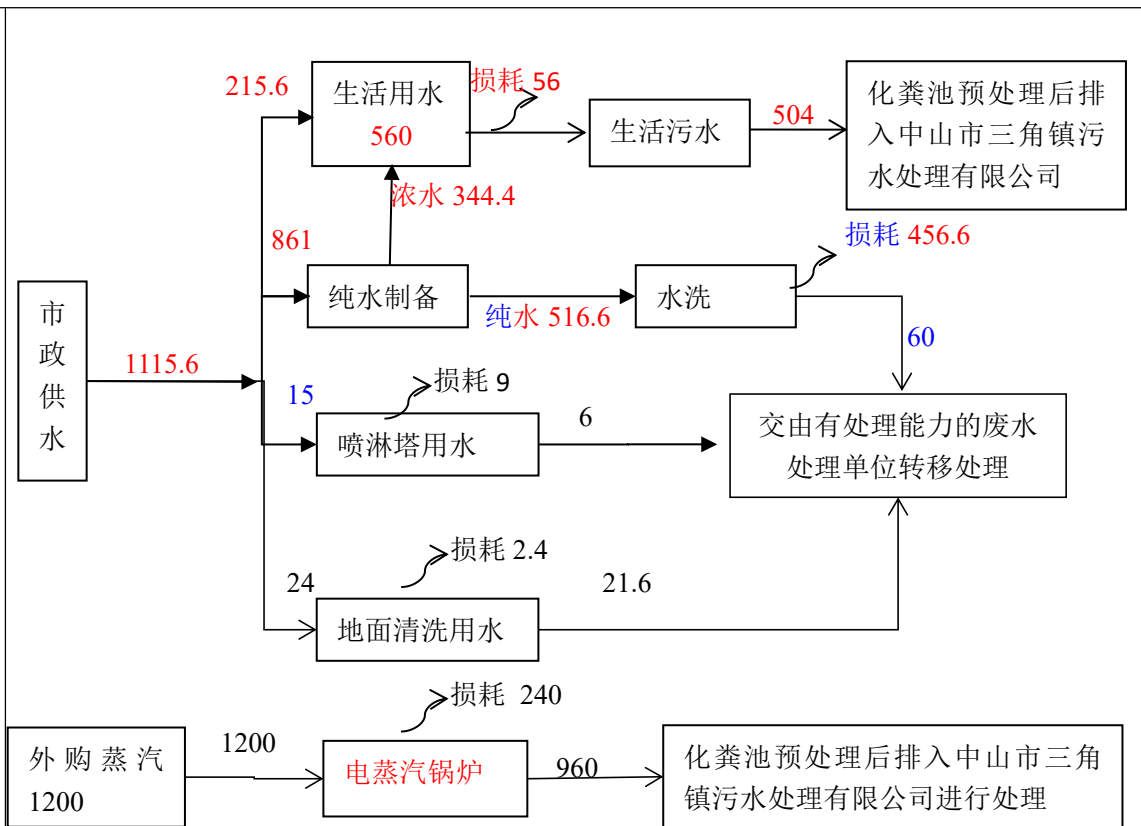 215.6
生活用水
560
损耗 56
生活污水
504
化粪池预处理后排
入中山市三角镇污
水处理有限公司
浓水 344.4
861
纯水制备
纯水 516.6
水洗
损耗 456.6
60
市
政
供
水
1115.6
15
损耗 9
喷淋塔用水
6
交由有处理能力的废水
处理单位转移处理
24
损耗 2.4
地面清洗用水
21.6
外购蒸汽
1200
1200
损耗 240
电蒸汽锅炉
960
化粪池预处理后排入中山市三角
镇污水处理有限公司进行处理